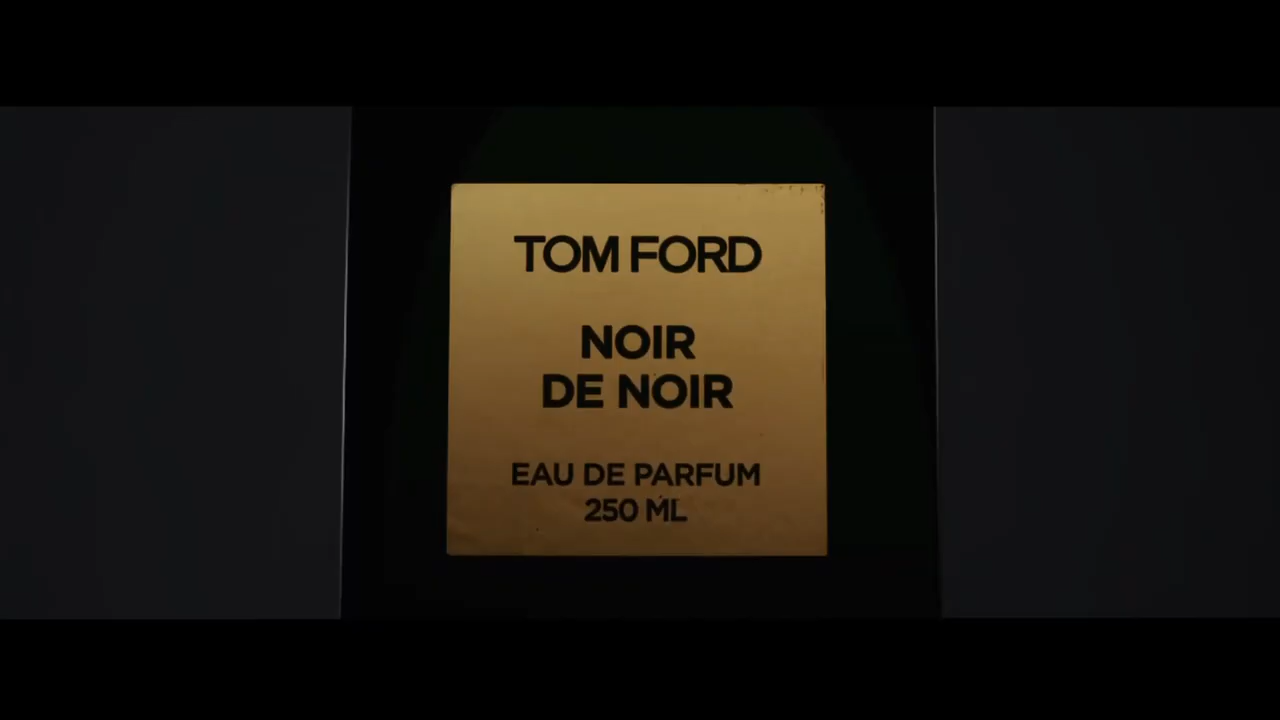 TOM FORD
NOIR
DE NOIR
EAU DE PARFUM
250 ML